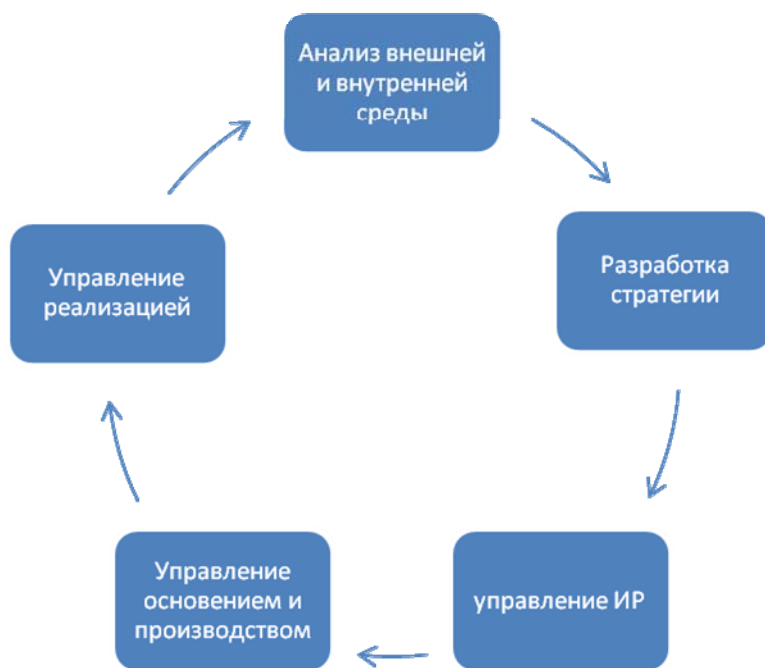 Анализ внешней
и внутренней
среды
Разработка
стратегии
управление ИР
Управление
основением и
производством
Управление
реализацией